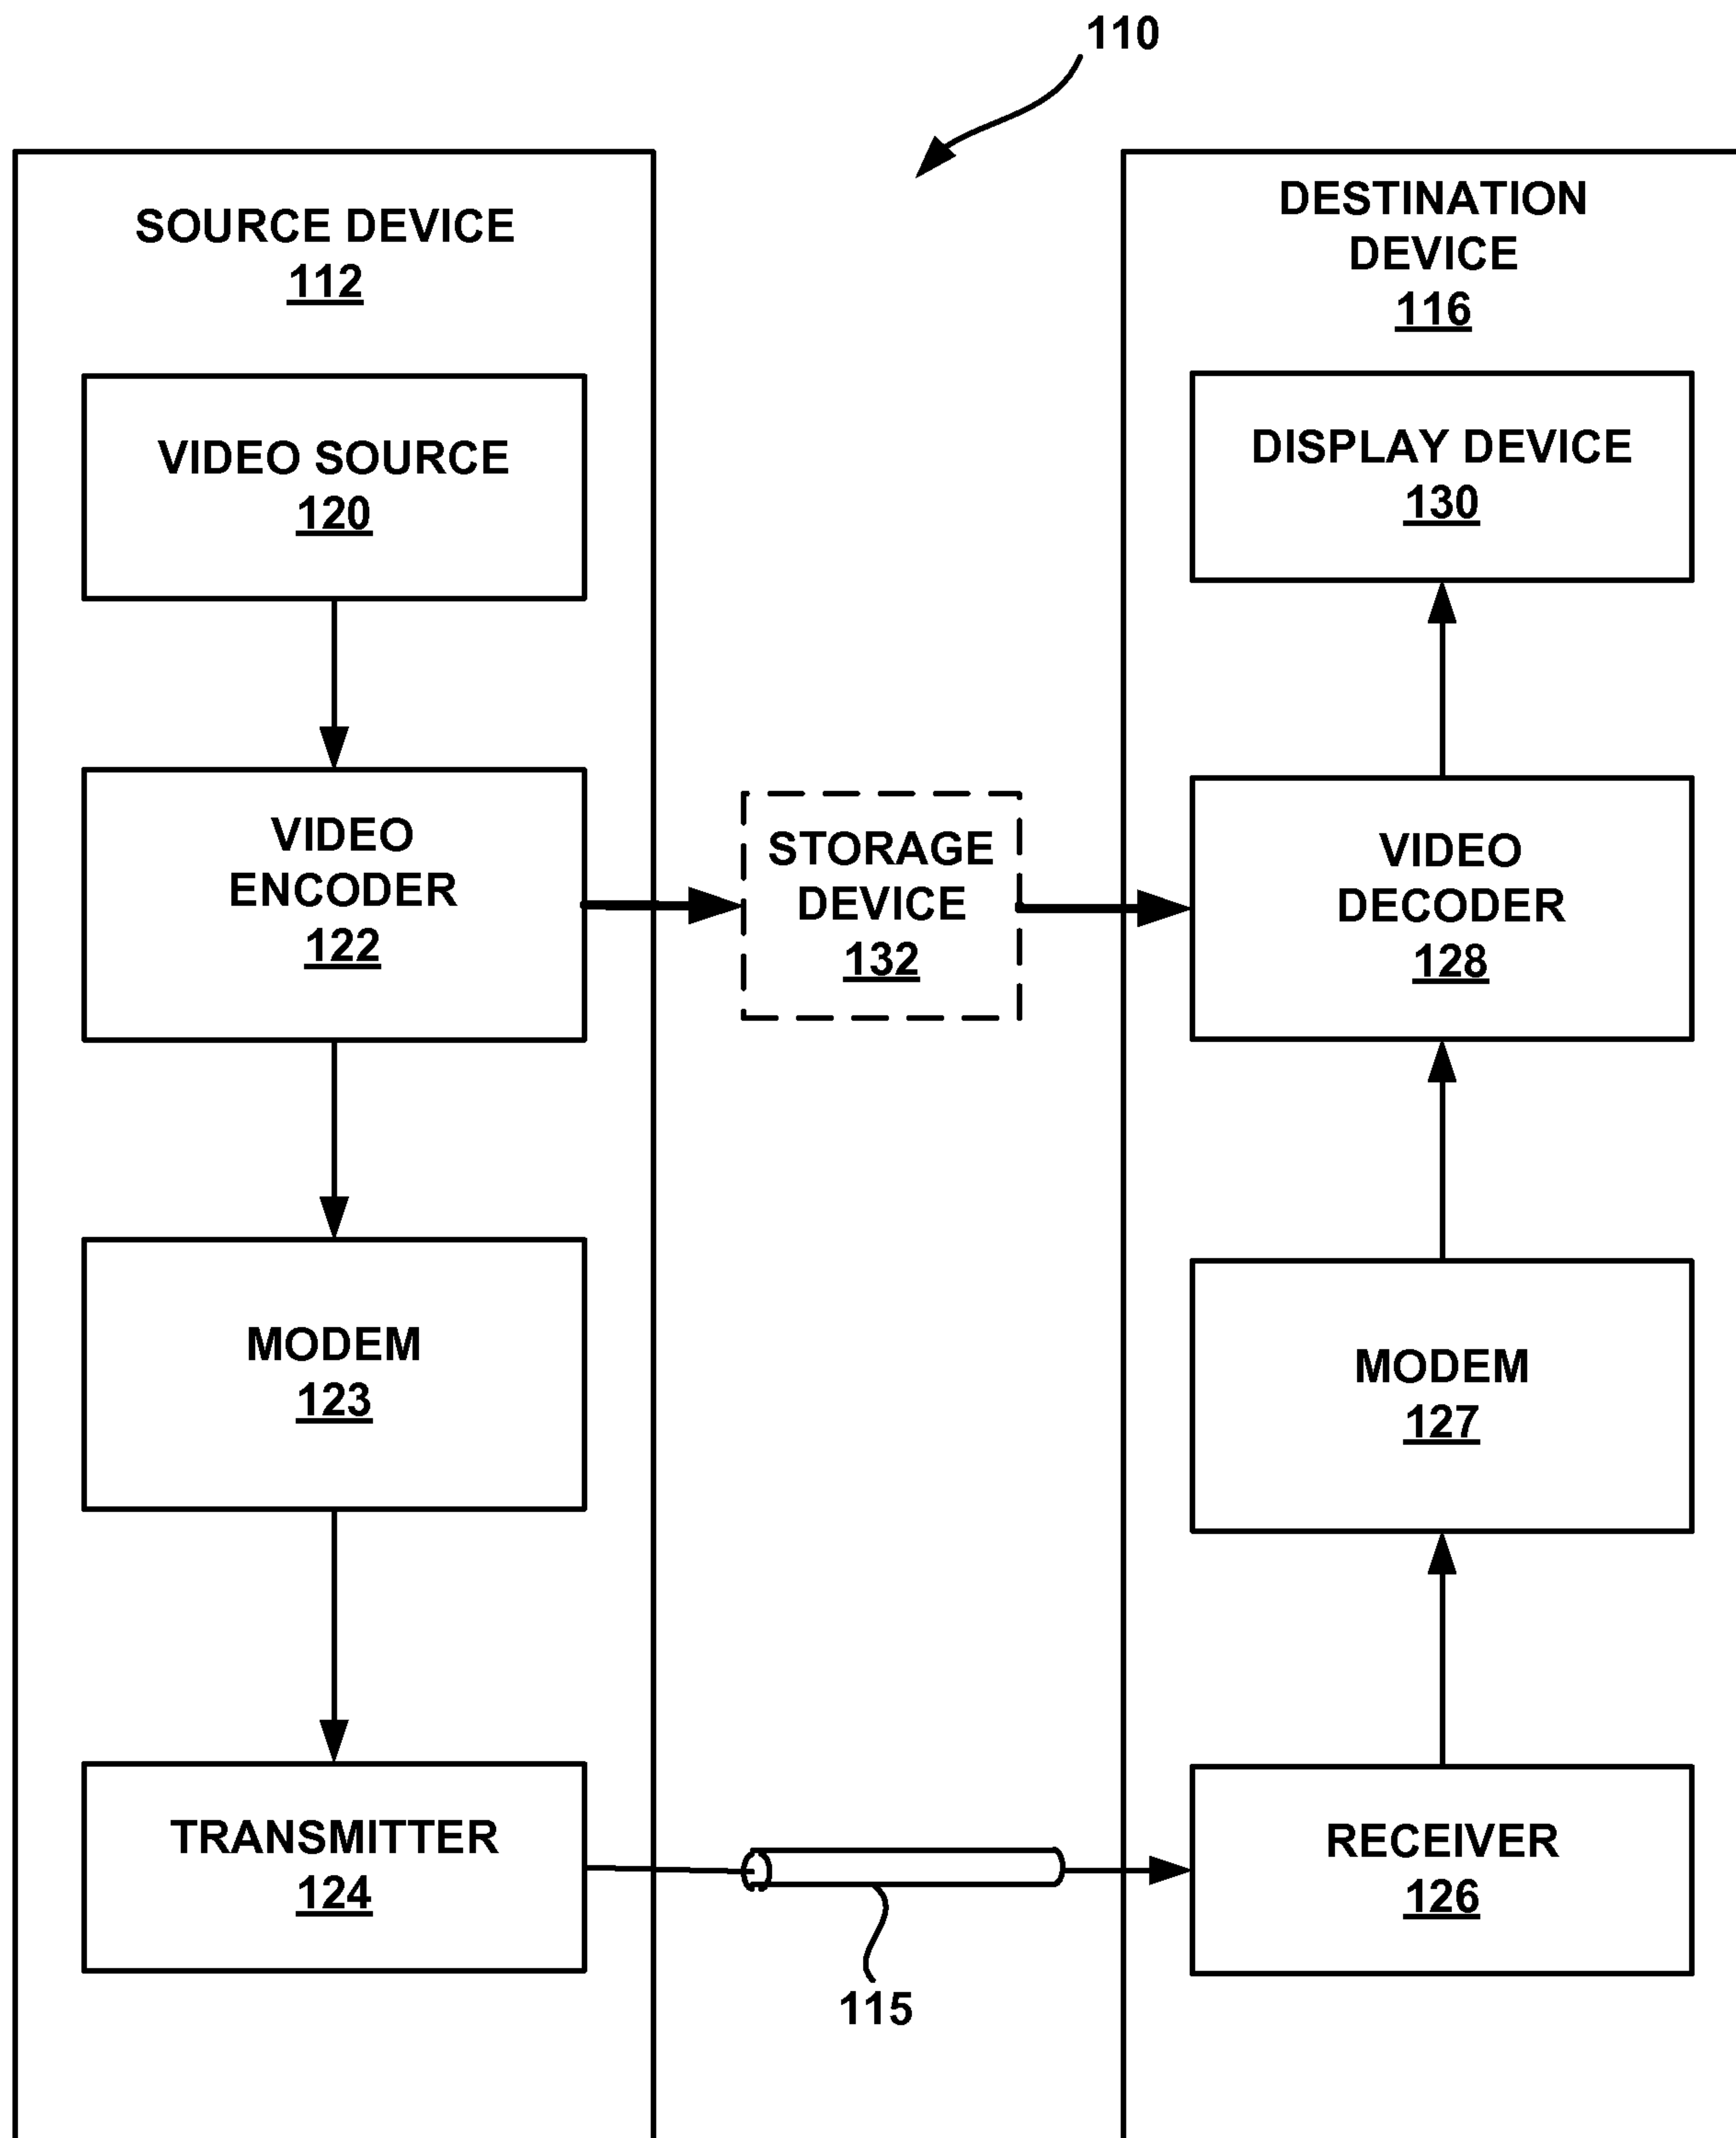 110
SOURCE DEVICE
112
VIDEO SOURCE
120
VIDEO
ENCODER
122
MODEM
123
TRANSMITTER
124
STORAGE
DEVICE
132
115
DESTINATION
DEVICE
116
DISPLAY DEVICE
130
VIDEO
DECODER
128
MODEM
127
RECEIVER
126